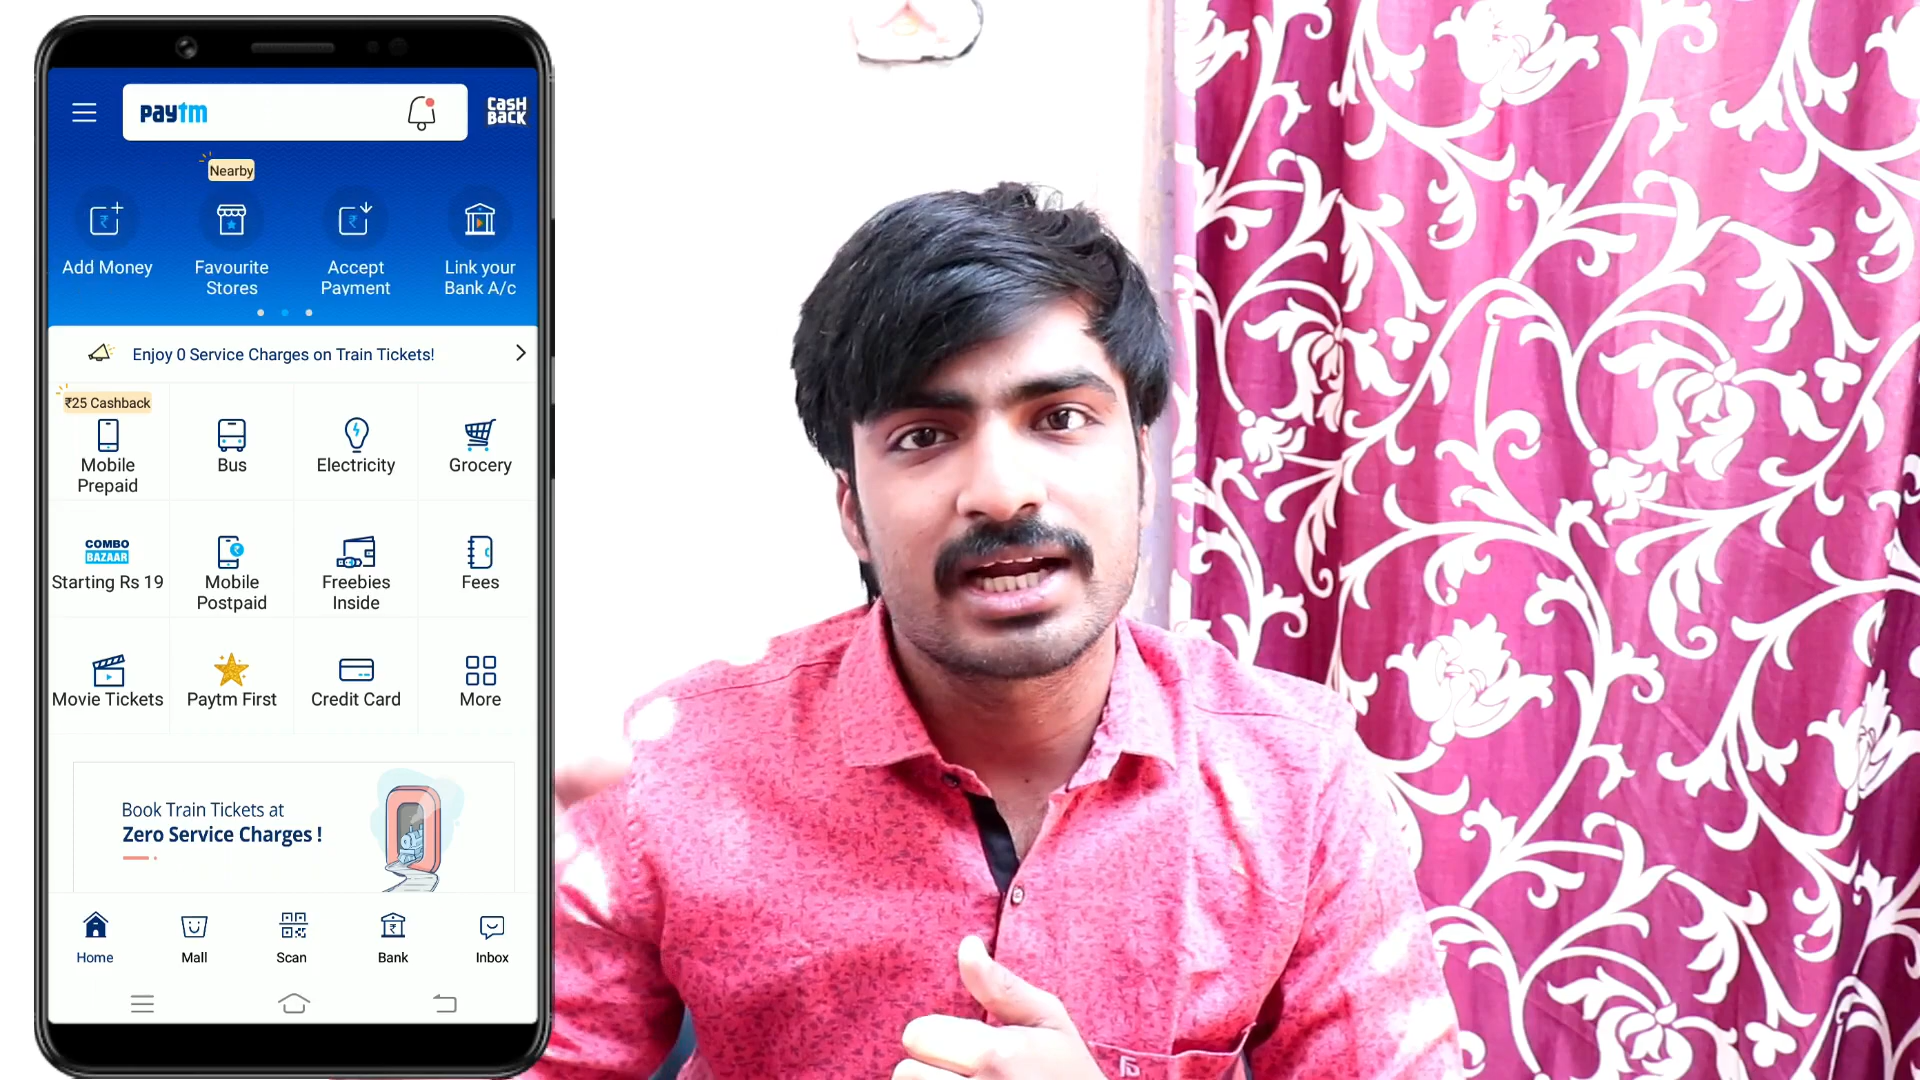 paytm
CASH
BACK
Nearby
Add Money
Favourite
Stores
Accept
Payment
Link your
Bank A/c
Enjoy 0 Service Charges on Train Tickets!
₹25 Cashback
Mobile
Prepaid
Bus
Electricity
Grocery
COMBO
BAZAAR
Starting Rs 19
Mobile
Postpaid
Freebies
Inside
Fees
Movie Tickets
Paytm First
Credit Card
More
Book Train Tickets at
Zero Service Charges !
Home
Mall
Scan
Bank
Inbox